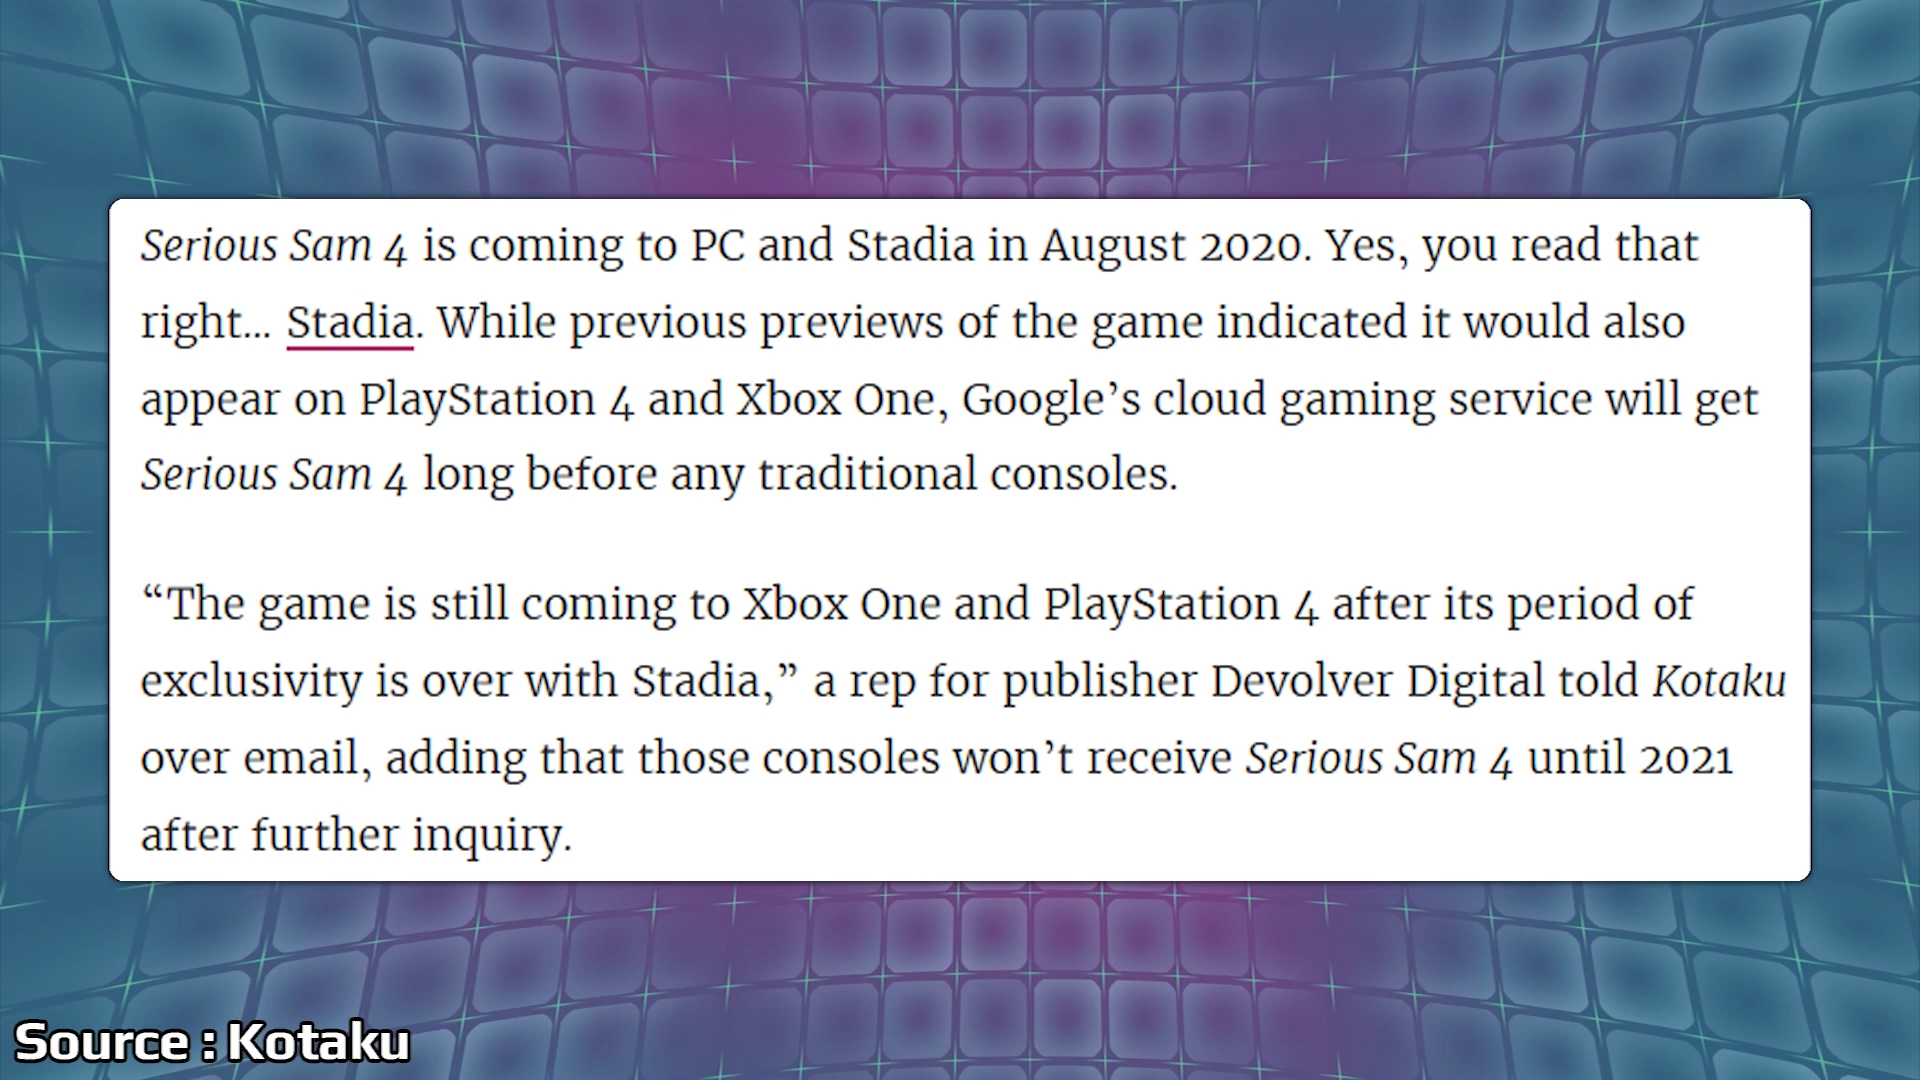 Serious Sam 4 is coming to PC and Stadia in August 2020. Yes, you read that
right... Stadia. While previous previews of the game indicated it would also
appear on PlayStation 4 and Xbox One, Google’s cloud gaming service will get
Serious Sam 4 long before any traditional consoles.
“The game is still coming to Xbox One and PlayStation 4 after its period of
exclusivity is over with Stadia,” a rep for publisher Devolver Digital told Kotaku
over email, adding that those consoles won’t receive Serious Sam 4 until 2021
after further inquiry.
Source : Kotaku